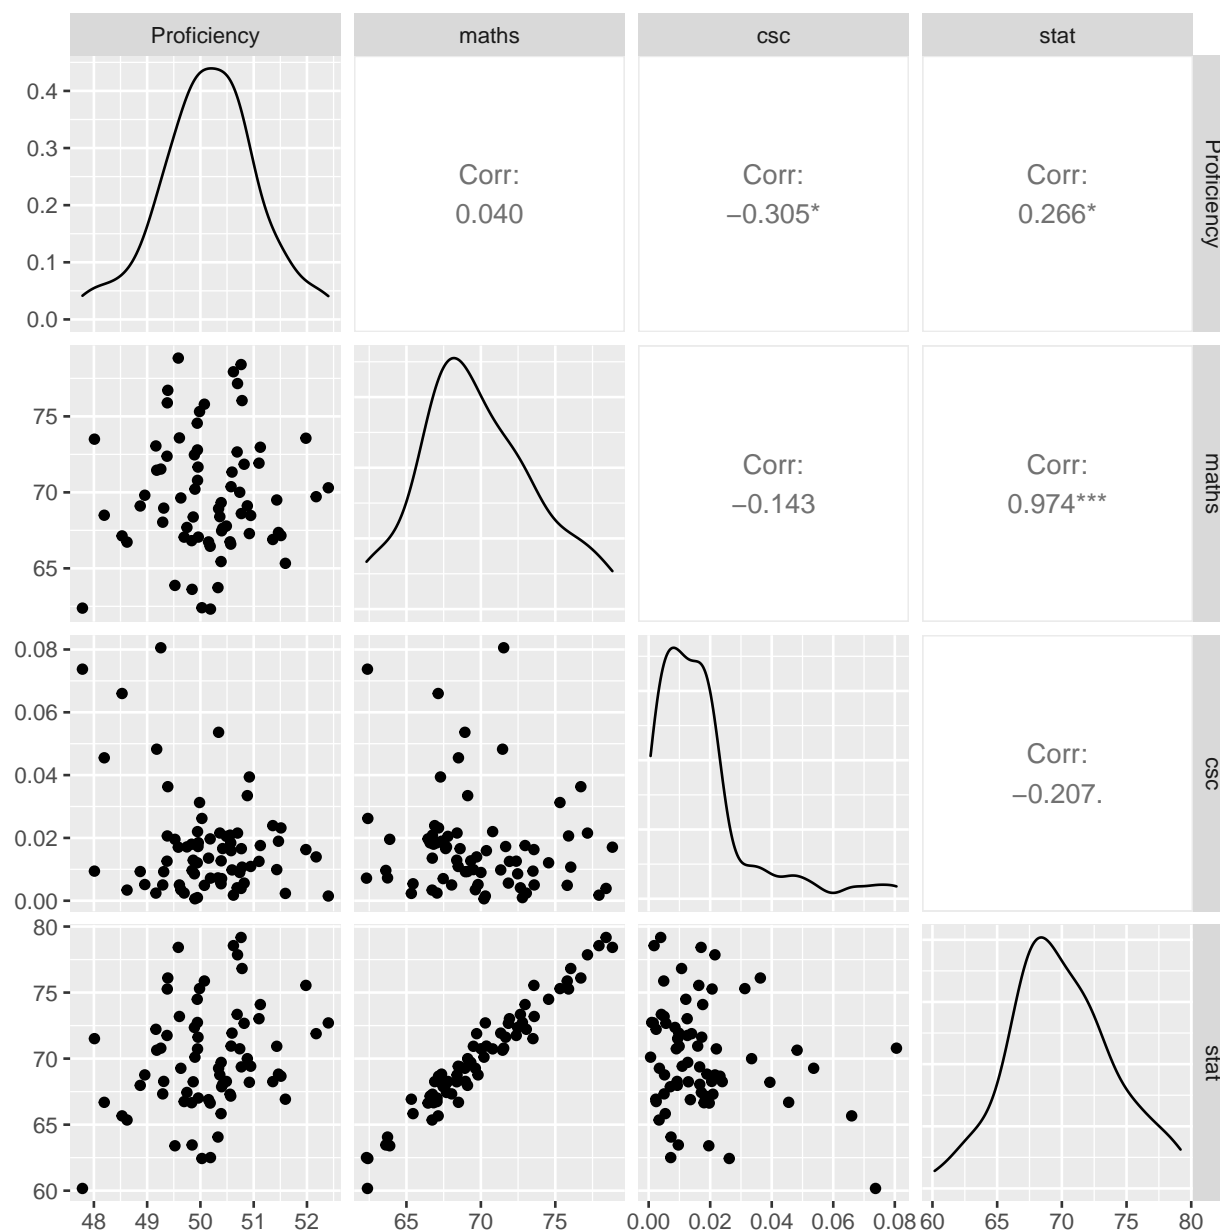 Proficiency maths csc stat
0.4
0.3
0.2
0.1
0.0
Corr:
0.040
Corr:
−0.305*
Corr:
0.266*
Proficiency
75
70
65
Corr:
−0.143
Corr:
0.974***
maths
0.08
0.06
0.04
0.02
0.00
Corr:
−0.207.
csc
80
75
70
65
60
stat
48 49 50 51 52 65 70 75 0.00 0.02 0.04 0.06 0.08 60 65 70 75 80